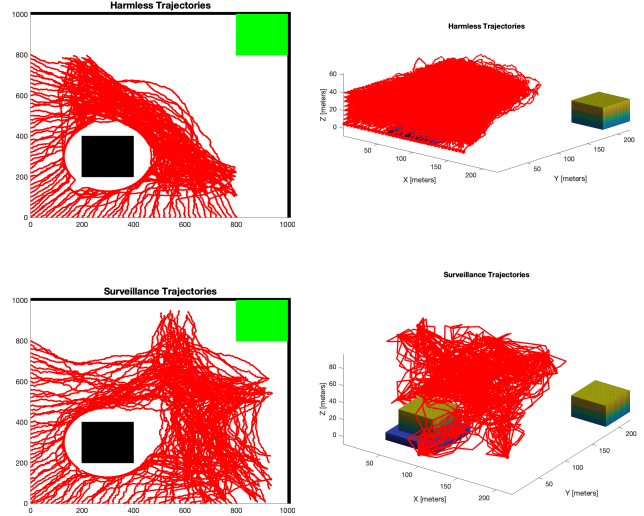 Harmless Trajectories
1000
800
600
400
200
0
0 200 400 600 800 1000
Harmless Trajectories
60
40
20
0
Z [meters]
50 100 150 200
X [meters]
50 100 150 200
Y [meters]
Surveillance Trajectories
1000
800
600
400
200
0
0 200 400 600 800 1000
Surveillance Trajectories
80
60
40
20
0
Z [meters]
50 100 150 200
X [meters]
50 100 150 200
Y [meters]